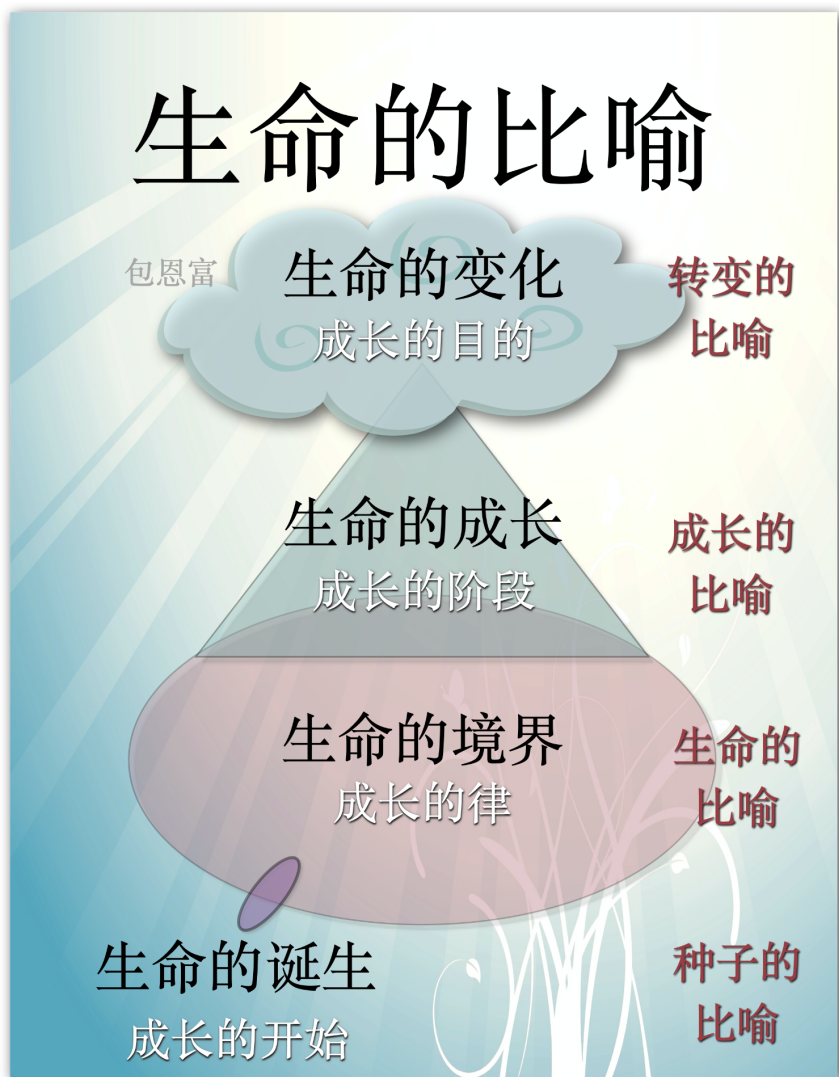 生命的比喻
包恩富
生命的变化
成长的目的
转变的
比喻
生命的成长
成长的阶段
成长的
比喻
生命的境界
成长的律
生命的
比喻
生命的诞生
成长的开始
种子的
比喻